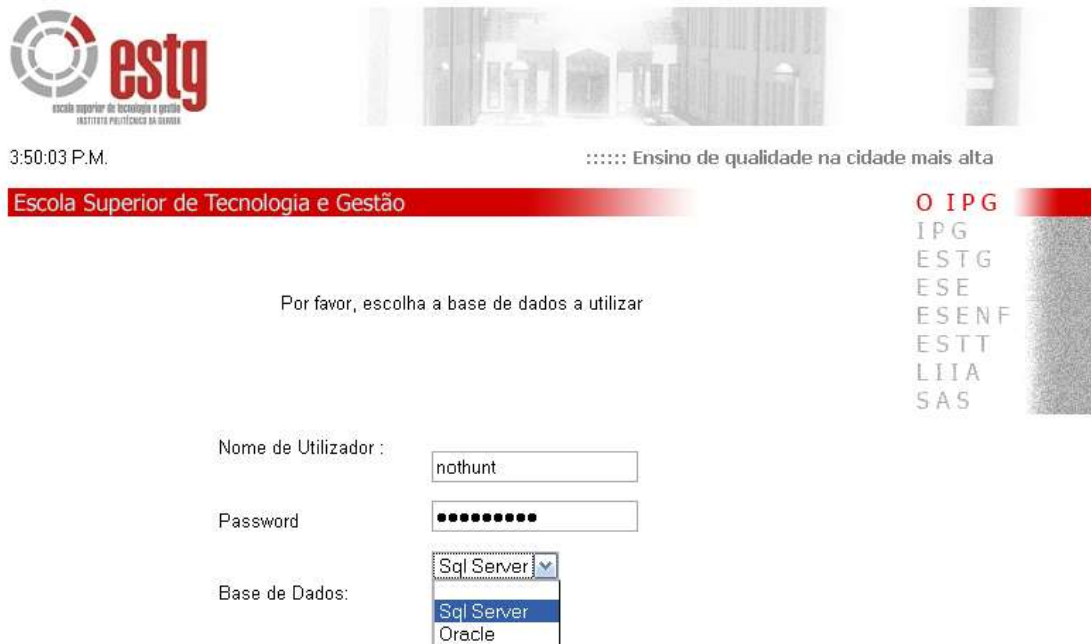 estg
escola superior de tecnologia e gestão
INSTITUTO POLITÉCNICO DA GUARDA
3:50:03 P.M.
:::::: Ensino de qualidade na cidade mais alta
Escola Superior de Tecnologia e Gestão
O IPG
IPG
ESTG
ESE
ESENF
ESTT
LIIA
SAS
Por favor, escolha a base de dados a utilizar
Nome de Utilizador :
nothunt
Password
●●●●●●●●●
Base de Dados:
Sql Server
Sql Server
Oracle